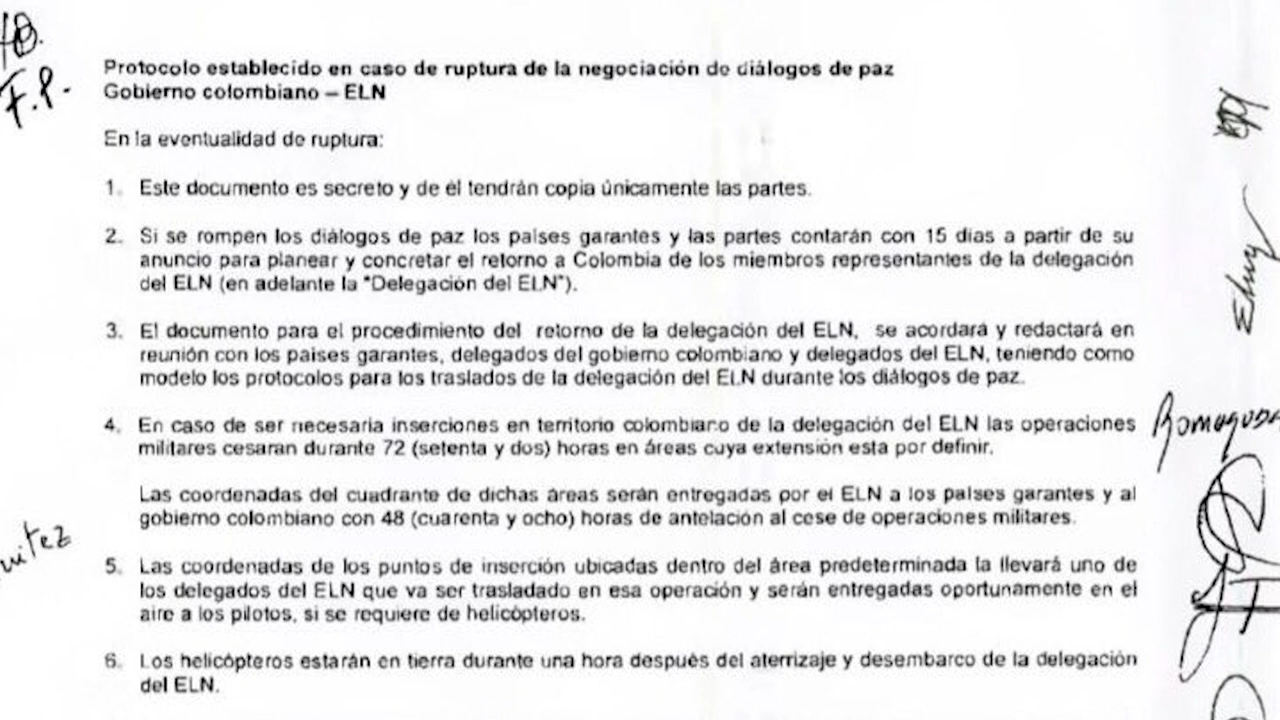 HB.
F.P.
Protocolo establecido en caso de ruptura de la negociación de diálogos de paz
Gobierno colombiano – ELN
En la eventualidad de ruptura:
1. Este documento es secreto y de él tendrán copia únicamente las partes.
2. Si se rompen los diálogos de paz los países garantes y las partes contarán con 15 días a partir de su
anuncio para planear y concretar el retorno a Colombia de los miembros representantes de la delegación
del ELN (en adelante la "Delegación del ELN").
3. El documento para el procedimiento del retorno de la delegación del ELN, se acordará y redactará en
reunión con los países garantes, delegados del gobierno colombiano y delegados del ELN, teniendo como
modelo los protocolos para los traslados de la delegación del ELN durante los diálogos de paz.
4. En caso de ser necesaria inserciones en territorio colombiano de la delegación del ELN las operaciones
militares cesaran durante 72 (setenta y dos) horas en áreas cuya extensión esta por definir.
Las coordenadas del cuadrante de dichas áreas serán entregadas por el ELN a los países garantes y al
gobierno colombiano con 48 (cuarenta y ocho) horas de antelación al cese de operaciones militares.
5. Las coordenadas de los puntos de inserción ubicadas dentro del área predeterminada la llevará uno de
los delegados del ELN que va ser trasladado en esa operación y serán entregadas oportunamente en el
aire a los pilotos, si se requiere de helicópteros.
6. Los helicópteros estarán en tierra durante una hora después del aterrizaje y desembarco de la delegación
del ELN.